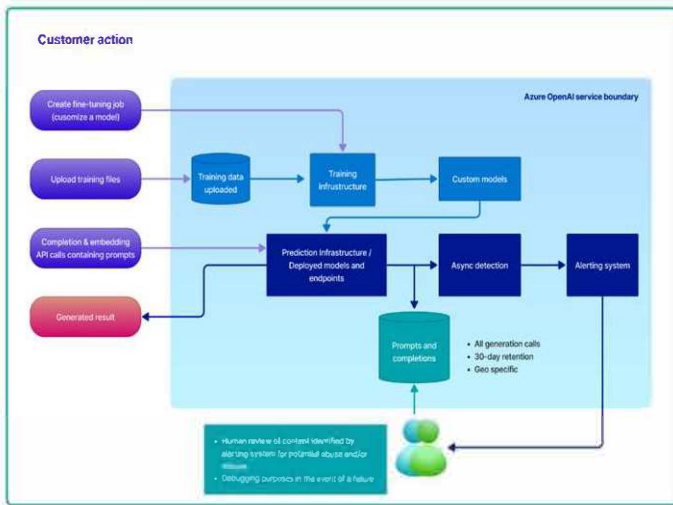 Customer action
Azure OpenAI service boundary
Create fine-tuning job
(cusomize a model)
Upload training files
Training data
uploaded
Training
Infrastructure
Custom models
Completion & embedding
API calls containing prompts
Prediction Infrastructure /
Deployed models and
endpoints
Async detection
Alerting system
Generated result
Prompts and
completions
• All generation calls
• 30-day retention
• Geo specific
• Human review of content identified by
alerting system for potential abuse and/or
• Debugging purposes in the event of a failure